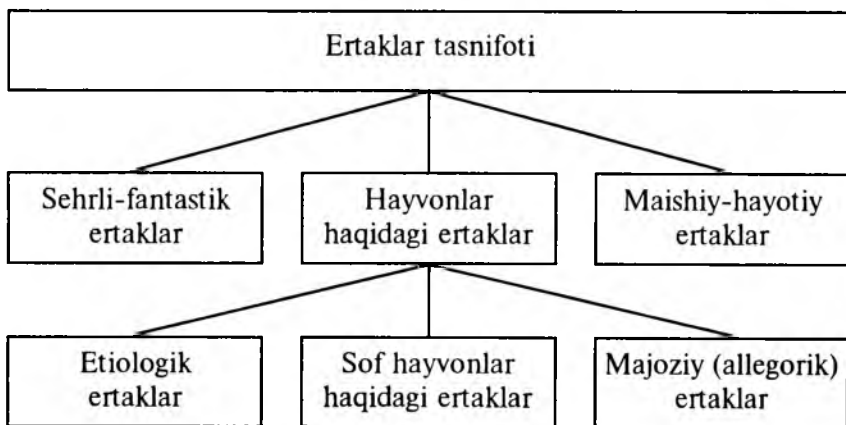 Ertaklar tasnifoti
Sehrli-fantastik
ertaklar
Hayvonlar
haqidagi ertaklar
Maishiy-hayotiy
ertaklar
Etiologik
ertaklar
Sof hayvonlar
haqidagi ertaklar
Majoziy (allegorik)
ertaklar